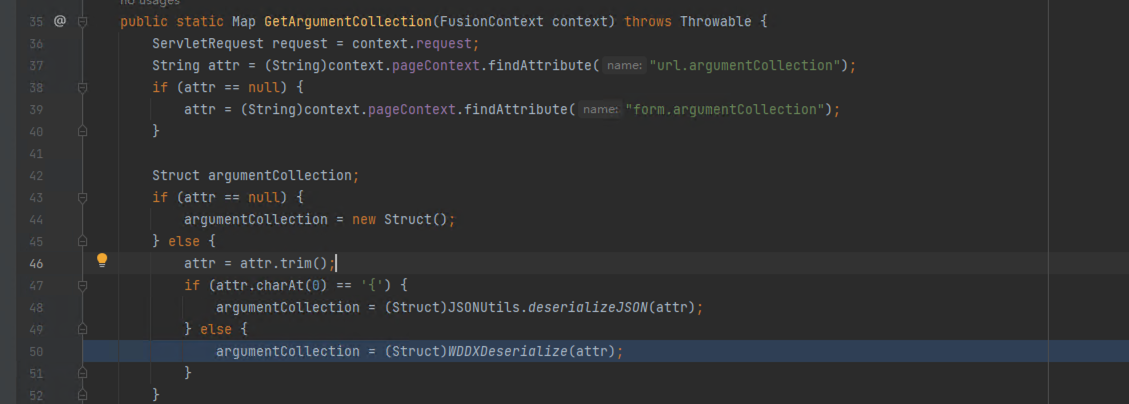 no usages
35 @ public static Map GetArgumentCollection(FusionContext context) throws Throwable {
36 ServletRequest request = context.request;
37 String attr = (String)context.pageContext.findAttribute( name: "url.argumentCollection");
38 if (attr == null) {
39 attr = (String)context.pageContext.findAttribute( name: "form.argumentCollection");
40 }
41
42 Struct argumentCollection;
43 if (attr == null) {
44 argumentCollection = new Struct();
45 } else {
46 attr = attr.trim();
47 if (attr.charAt(0) == '{') {
48 argumentCollection = (Struct)JSONUtils.deserializeJSON(attr);
49 } else {
50 argumentCollection = (Struct)WDDXDeserialize(attr);
51 }
52 }